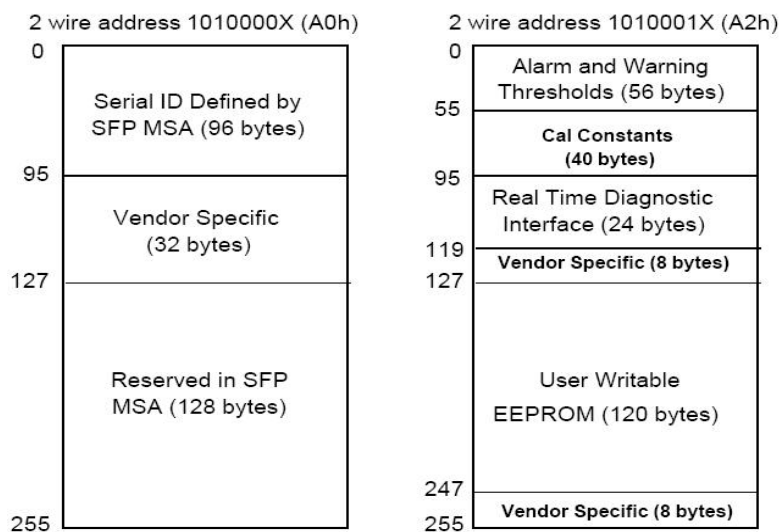 2 wire address 1010000X (A0h)
0
Serial ID Defined by
SFP MSA (96 bytes)
95
Vendor Specific
(32 bytes)
127
Reserved in SFP
MSA (128 bytes)
255
2 wire address 1010001X (A2h)
0
Alarm and Warning
Thresholds (56 bytes)
55
Cal Constants
(40 bytes)
95
Real Time Diagnostic
Interface (24 bytes)
119
Vendor Specific (8 bytes)
127
User Writable
EEPROM (120 bytes)
247
Vendor Specific (8 bytes)
255